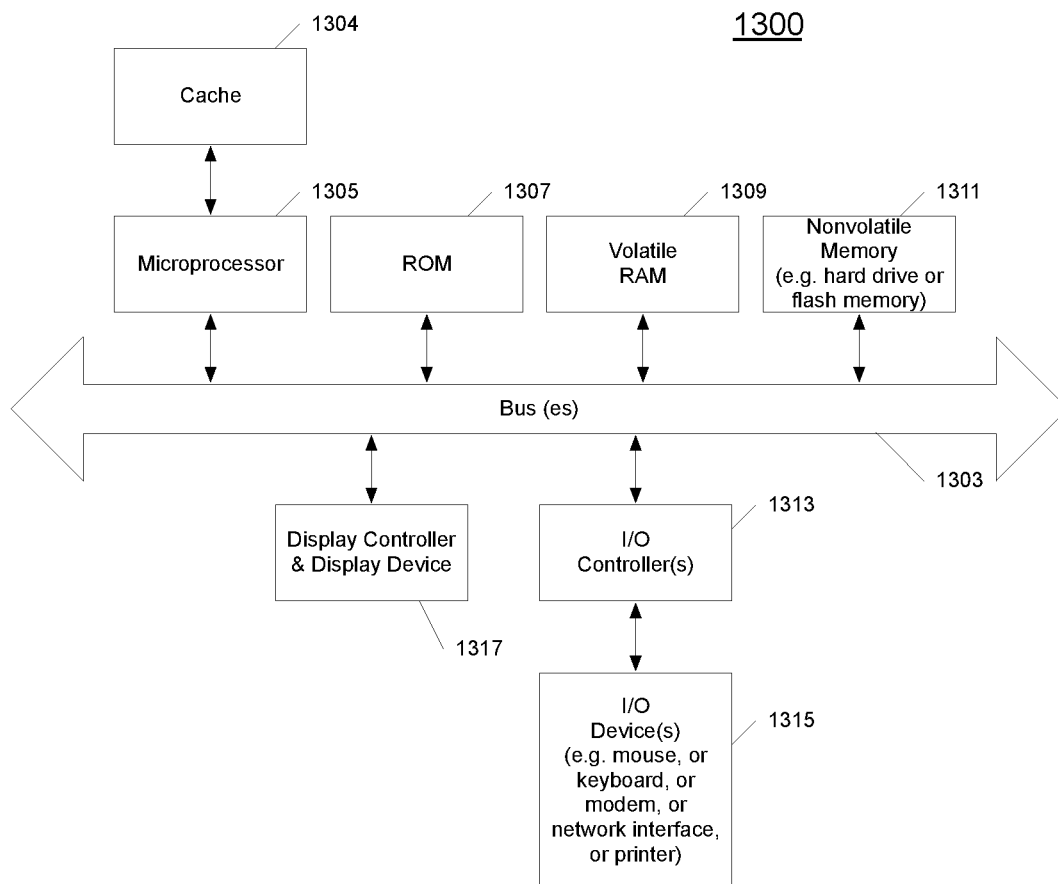 1300
1304
Cache
1305
Microprocessor
1307
ROM
1309
Volatile
RAM
1311
Nonvolatile
Memory
(e.g. hard drive or
flash memory)
Bus (es)
1303
Display Controller
& Display Device
1317
1313
I/O
Controller(s)
1315
I/O
Device(s)
(e.g. mouse, or
keyboard, or
modem, or
network interface,
or printer)